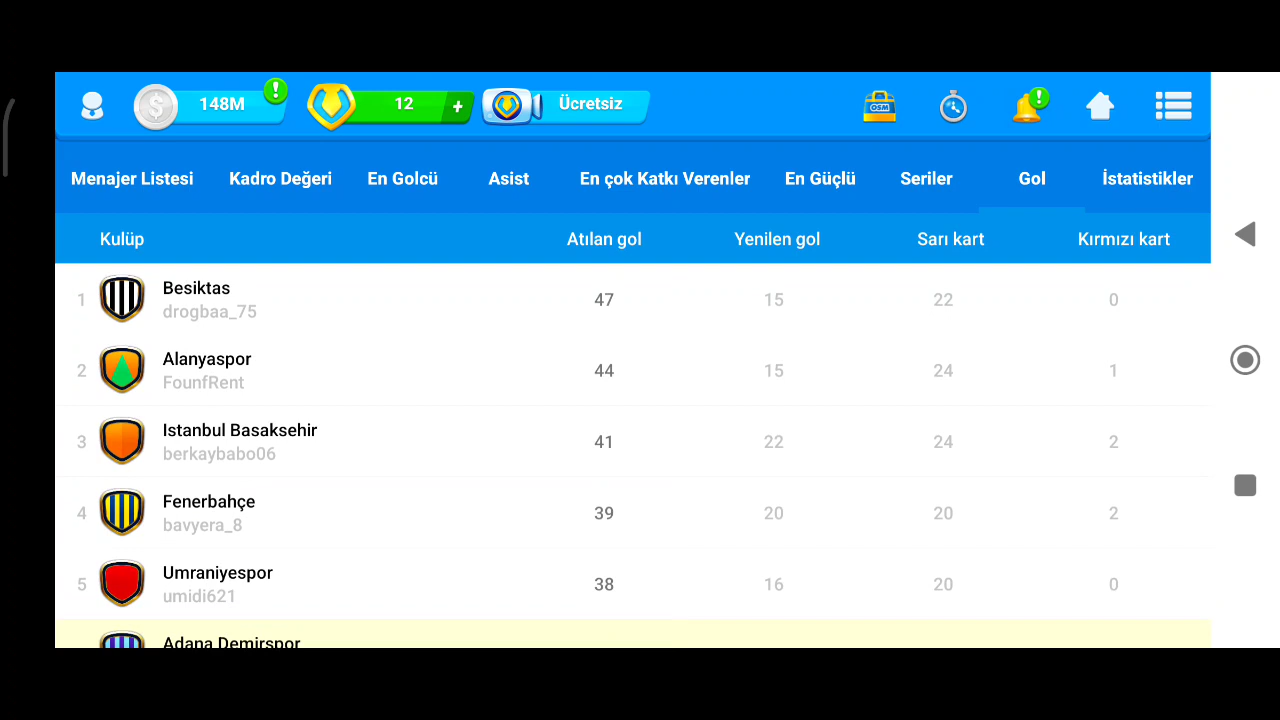 148M ! 12 + Ücretsiz OSM !
Menajer Listesi Kadro Değeri En Golcü Asist En çok Katkı Verenler En Güçlü Seriler Gol İstatistikler
Kulüp Atılan gol Yenilen gol Sarı kart Kırmızı kart
1 Besiktas 47 15 22 0
drogbaa_75
2 Alanyaspor 44 15 24 1
FounfRent
3 Istanbul Basaksehir 41 22 24 2
berkaybabo06
4 Fenerbahçe 39 20 20 2
bavyera_8
5 Umraniyespor 38 16 20 0
umidi621
Adana Demirspor